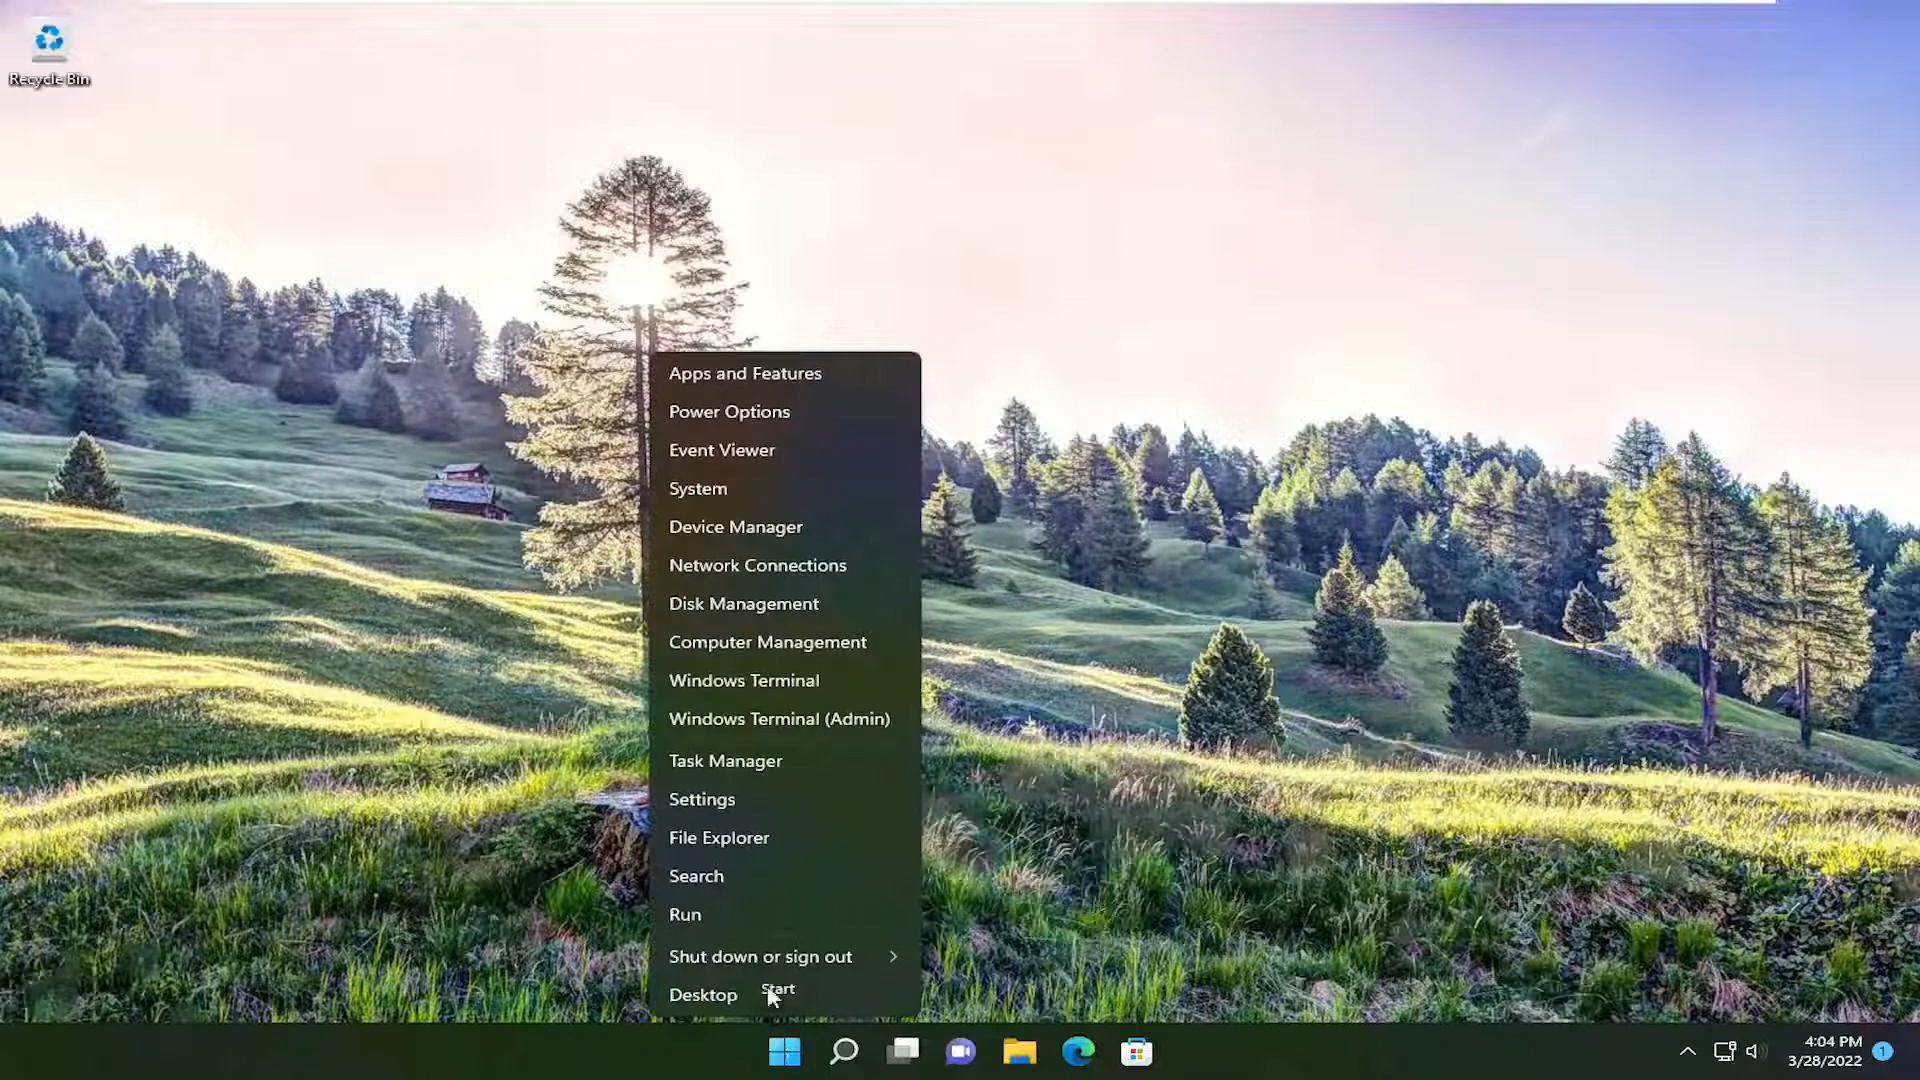 Recycle Bin
Apps and Features
Power Options
Event Viewer
System
Device Manager
Network Connections
Disk Management
Computer Management
Windows Terminal
Windows Terminal (Admin)
Task Manager
Settings
File Explorer
Search
Run
Shut down or sign out
Desktop
Start
4:04 PM
3/28/2022
1